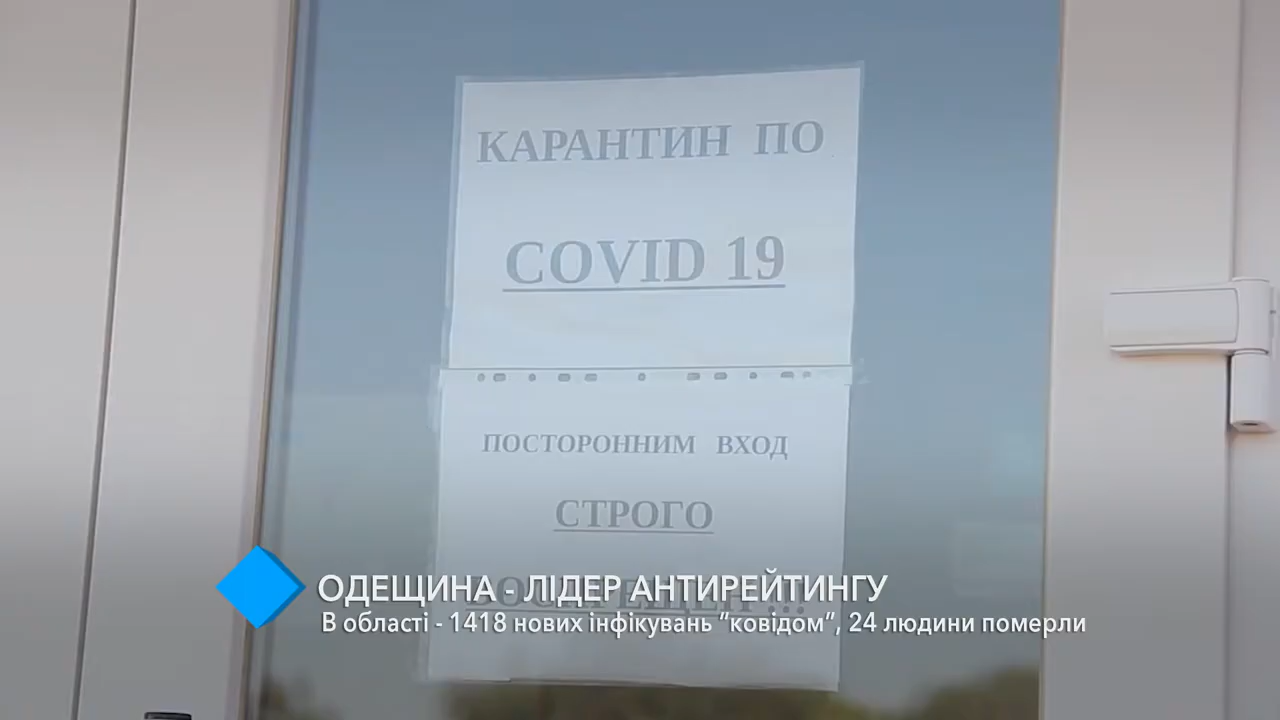 КАРАНТИН ПО
COVID 19
ПОСТОРОННИМ ВХОД
СТРОГО
ОДЕЩИНА - ЛІДЕР АНТИРЕЙТИНГУ
В області - 1418 нових інфікувань “ковідом”, 24 людини померли